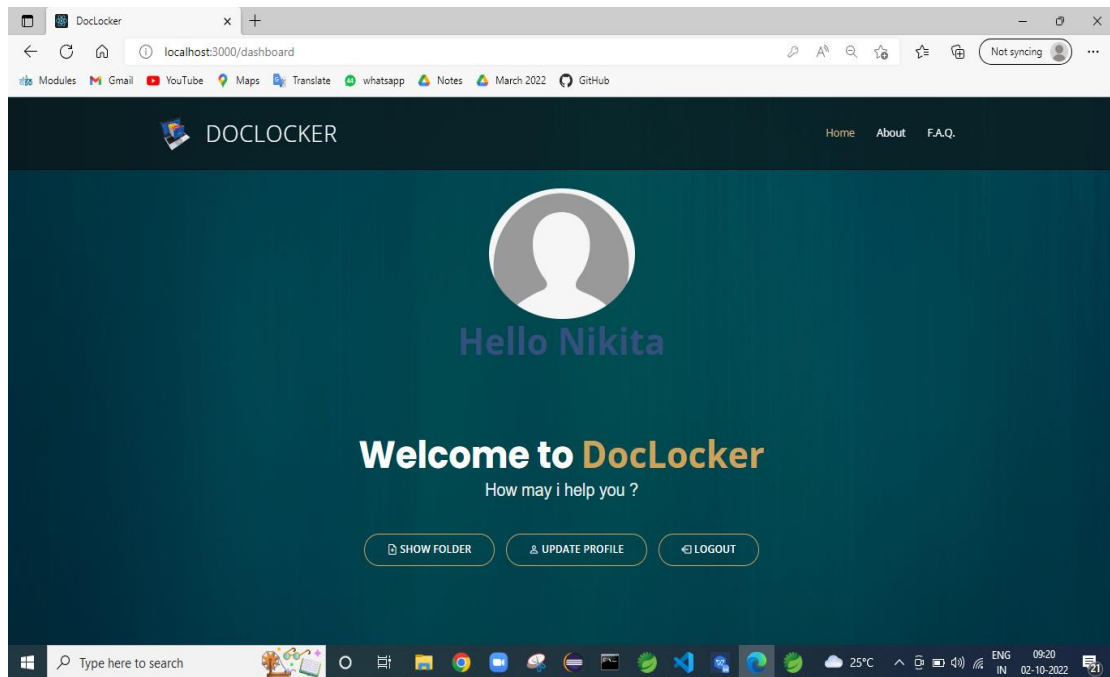 DocLocker
localhost:3000/dashboard
Not syncing
Modules Gmail YouTube Maps Translate whatsapp Notes March 2022 GitHub
DOCLOCKER
Home About F.A.Q.
Hello Nikita
Welcome to DocLocker
How may i help you ?
SHOW FOLDER UPDATE PROFILE LOGOUT
Type here to search
25°C
ENG 09:20
IN 02-10-2022
21